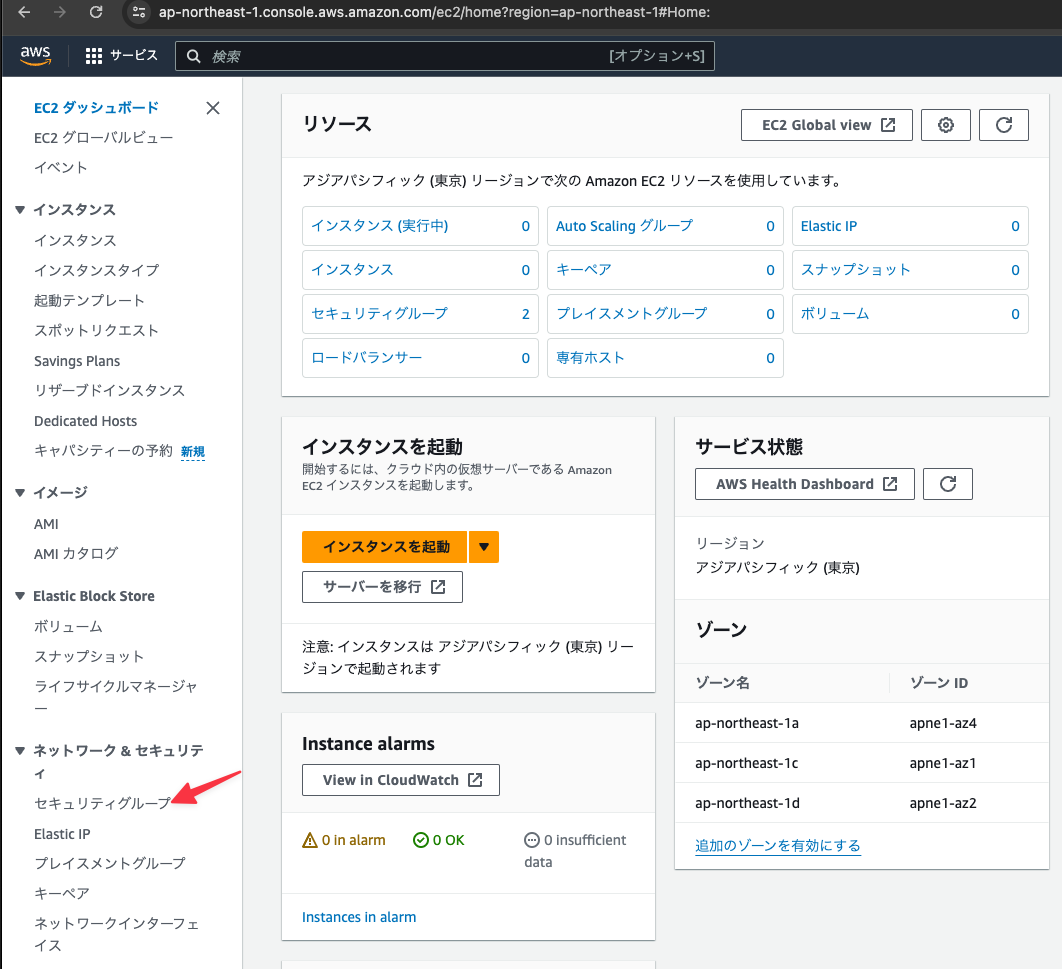 ap-northeast-1.console.aws.amazon.com/ec2/home?region=ap-northeast-1#Home:
aws
サービス
検索
[オプション+S]
EC2 ダッシュボード
EC2 グローバルビュー
イベント
インスタンス
インスタンス
インスタンスタイプ
起動テンプレート
スポットリクエスト
Savings Plans
リザーブドインスタンス
Dedicated Hosts
キャパシティーの予約 新規
イメージ
AMI
AMI カタログ
Elastic Block Store
ボリューム
スナップショット
ライフサイクルマネージャ
ー
ネットワーク & セキュリテ
ィ
セキュリティグループ
Elastic IP
プレイスメントグループ
キーペア
ネットワークインターフェ
イス
リソース
EC2 Global view
アジアパシフィック (東京) リージョンで次の Amazon EC2 リソースを使用しています。
インスタンス (実行中) 0
Auto Scaling グループ 0
Elastic IP 0
インスタンス 0
キーペア 0
スナップショット 0
セキュリティグループ 2
プレイスメントグループ 0
ボリューム 0
ロードバランサー 0
専有ホスト 0
インスタンスを起動
開始するには、クラウド内の仮想サーバーである Amazon
EC2 インスタンスを起動します。
インスタンスを起動
サーバーを移行
注意: インスタンスは アジアパシフィック (東京) リー
ジョンで起動されます
Instance alarms
View in CloudWatch
0 in alarm
0 OK
0 insufficient
data
Instances in alarm
サービス状態
AWS Health Dashboard
リージョン
アジアパシフィック (東京)
ゾーン
ゾーン名 ゾーン ID
ap-northeast-1a apne1-az4
ap-northeast-1c apne1-az1
ap-northeast-1d apne1-az2
追加のゾーンを有効にする